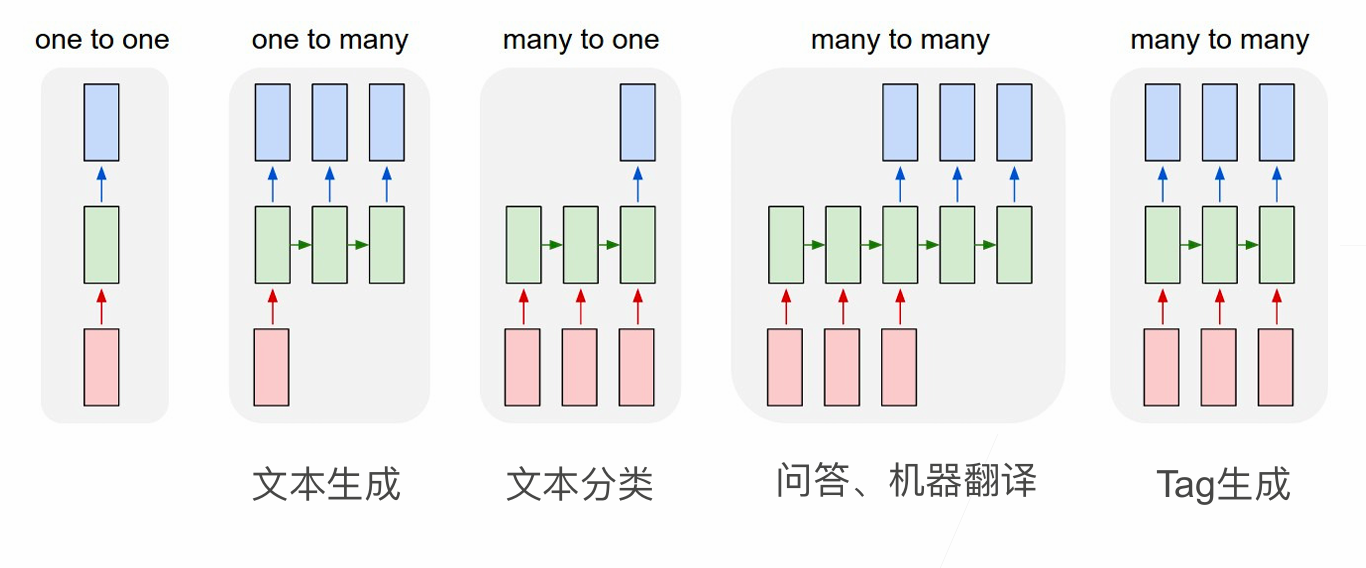 one to one
one to many
many to one
many to many
many to many
文本生成
文本分类
问答、机器翻译
Tag生成